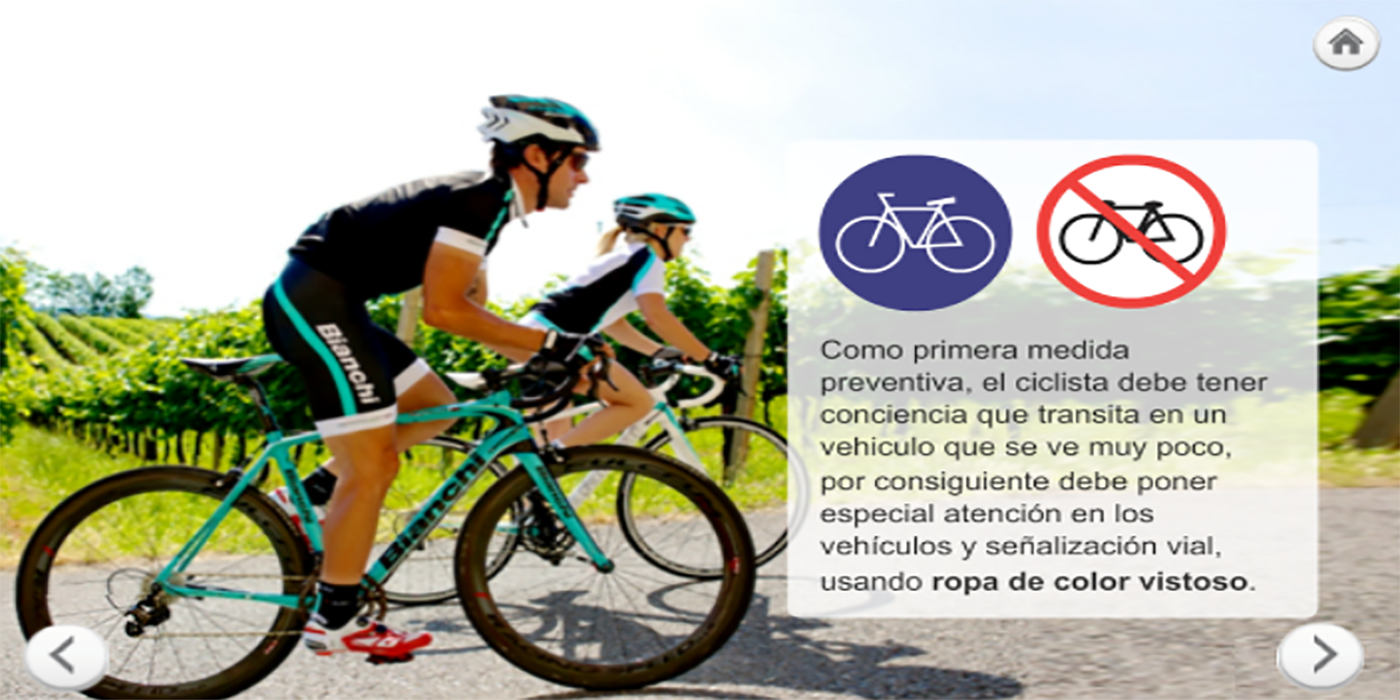 Bianchi
Bianchi
Como primera medida
preventiva, el ciclista debe tener
conciencia que transita en un
vehiculo que se ve muy poco,
por consiguiente debe poner
especial atención en los
vehículos y señalización vial,
usando ropa de color vistoso.